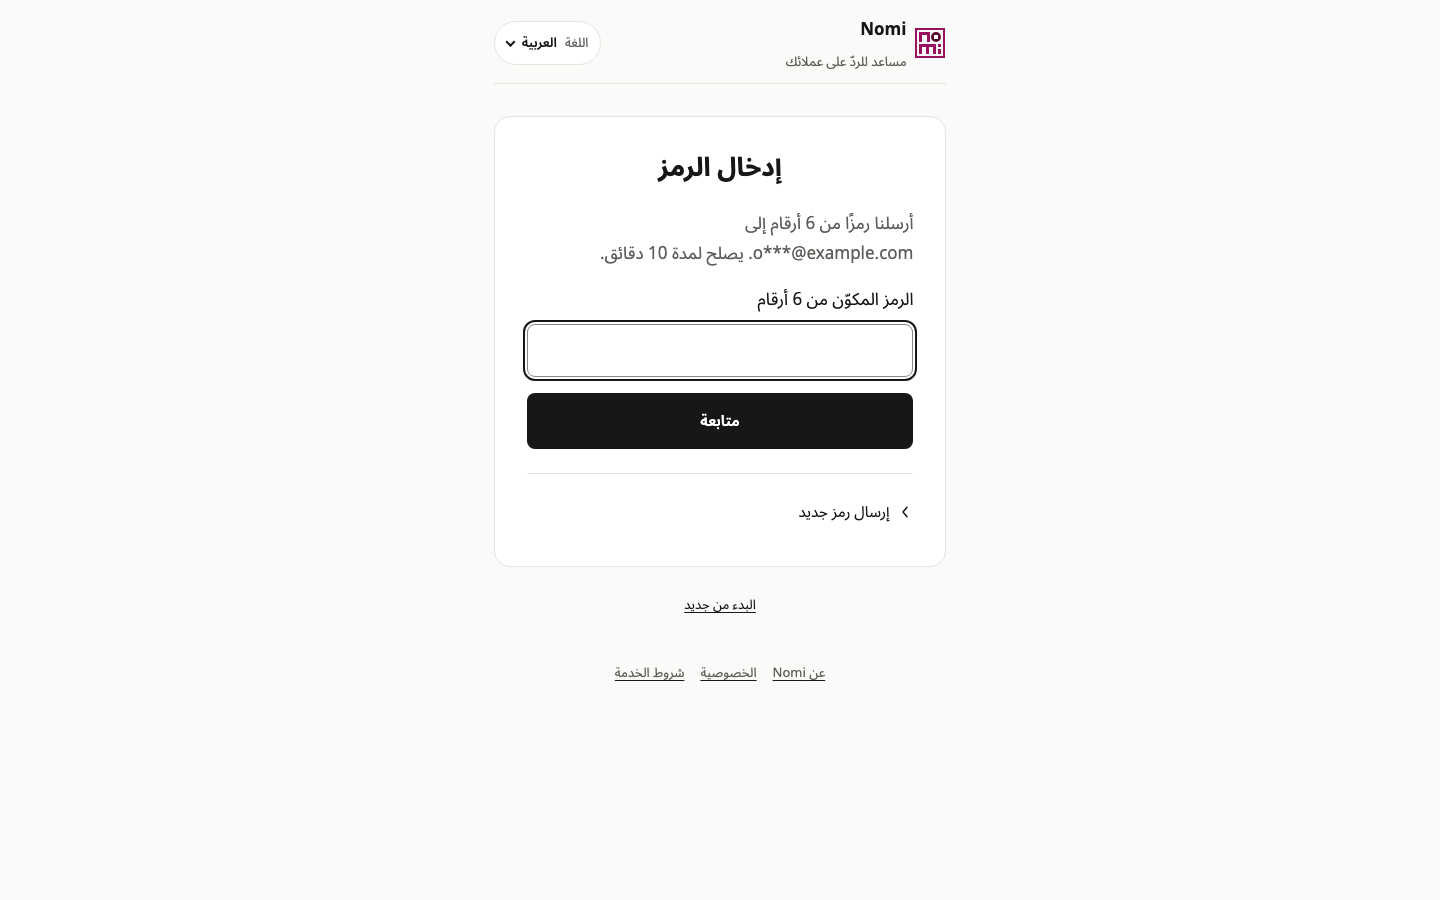 Nomi
مساعد للردّ على عملائك
اللغة العربية
إدخال الرمز
أرسلنا رمزًا من 6 أرقام إلى
o***@example.com. يصلح لمدة 10 دقائق.
الرمز المكوّن من 6 أرقام
متابعة
إرسال رمز جديد
البدء من جديد
عن Nomi الخصوصية شروط الخدمة